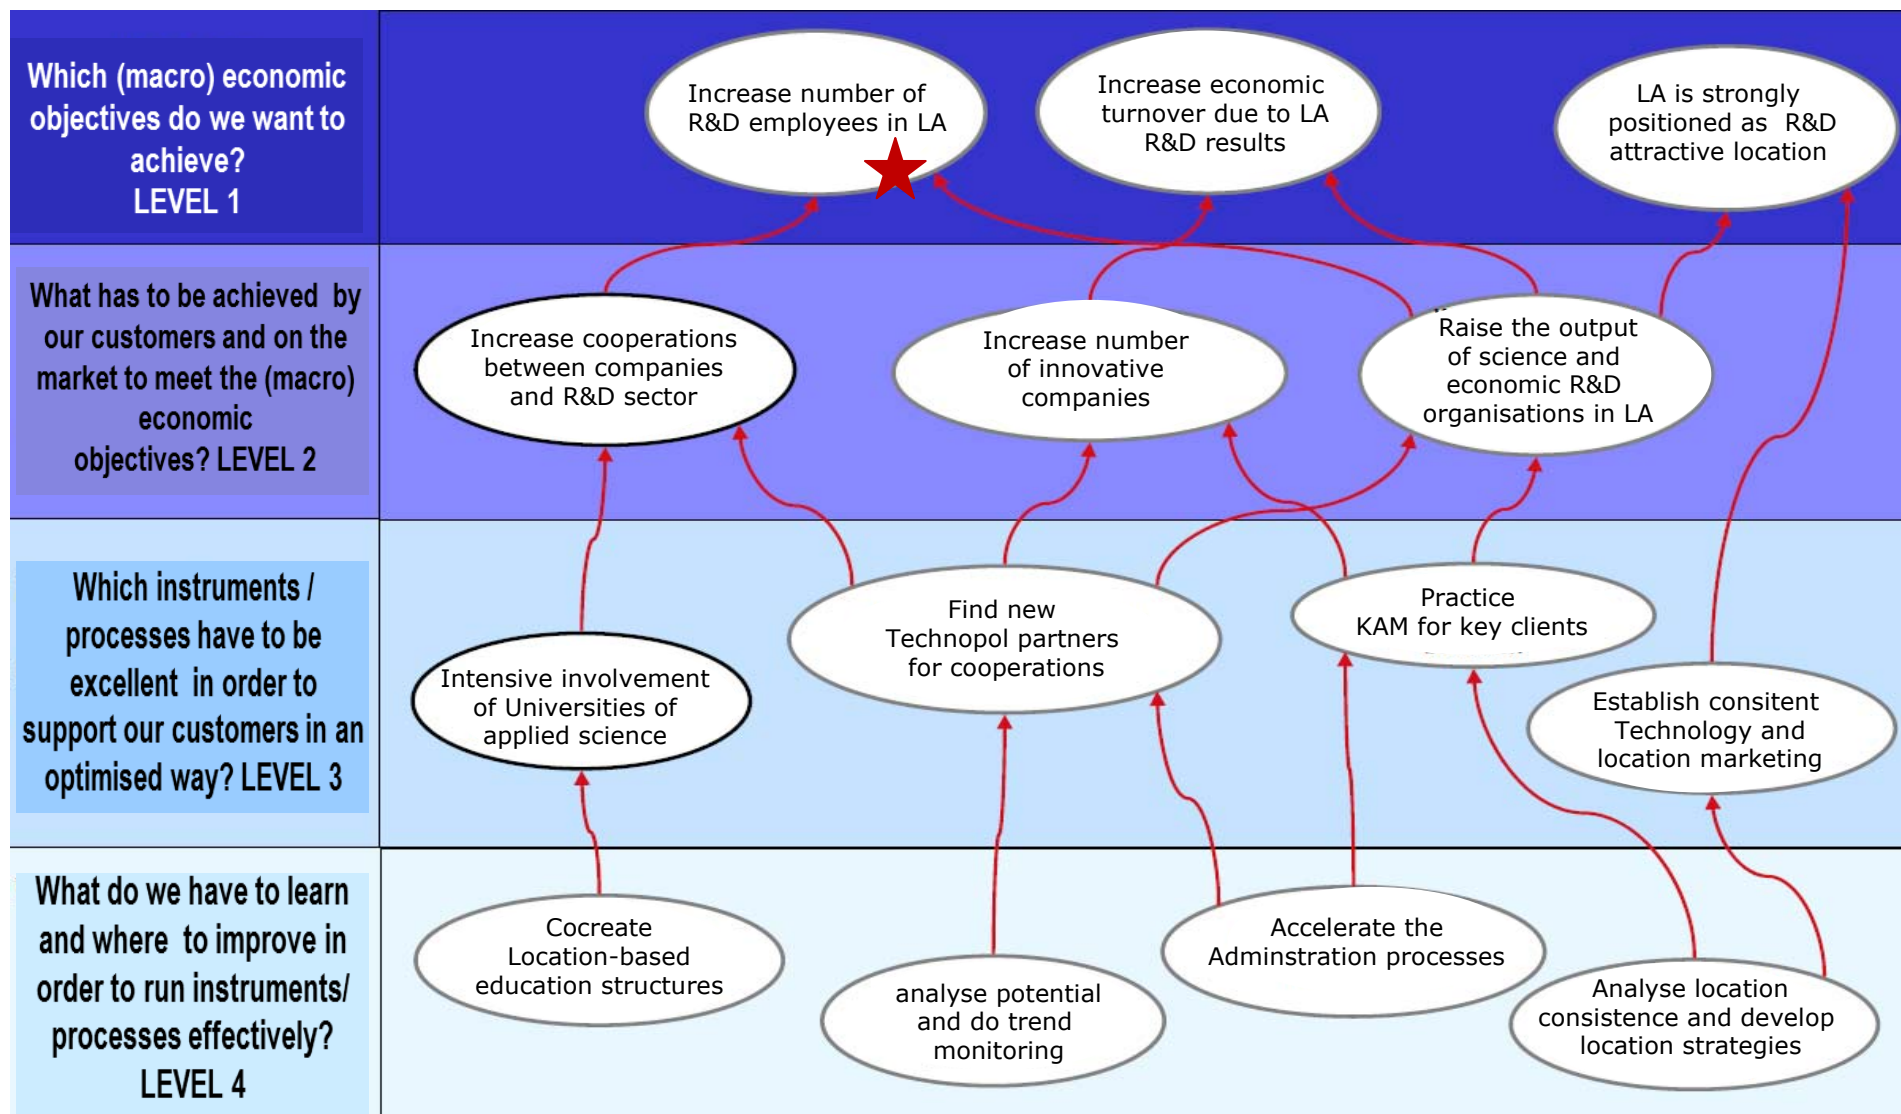 Which (macro) economic
objectives do we want to
achieve?
LEVEL 1
Increase number of
R&D employees in LA
Increase economic
turnover due to LA
R&D results
LA is strongly
positioned as R&D
attractive location
What has to be achieved by
our customers and on the
market to meet the (macro)
economic
objectives? LEVEL 2
Increase cooperations
between companies
and R&D sector
Increase number
of innovative
companies
Raise the output
of science and
economic R&D
organisations in LA
Which instruments /
processes have to be
excellent in order to
support our customers in an
optimised way? LEVEL 3
Intensive involvement
of Universities of
applied science
Find new
Technopol partners
for cooperations
Practice
KAM for key clients
Establish consitent
Technology and
location marketing
What do we have to learn
and where to improve in
order to run instruments/
processes effectively?
LEVEL 4
Cocreate
Location-based
education structures
analyse potential
and do trend
monitoring
Accelerate the
Adminstration processes
Analyse location
consistence and develop
location strategies